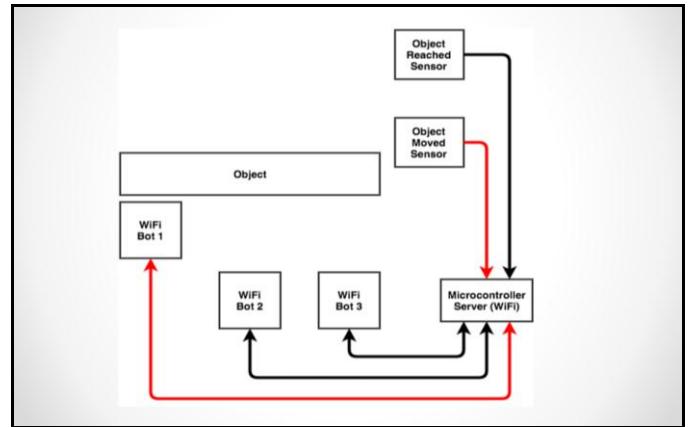 Object
Reached
Sensor
Object
Moved
Sensor
Object
WiFi
Bot 1
WiFi
Bot 2
WiFi
Bot 3
Microcontroller
Server (WiFi)